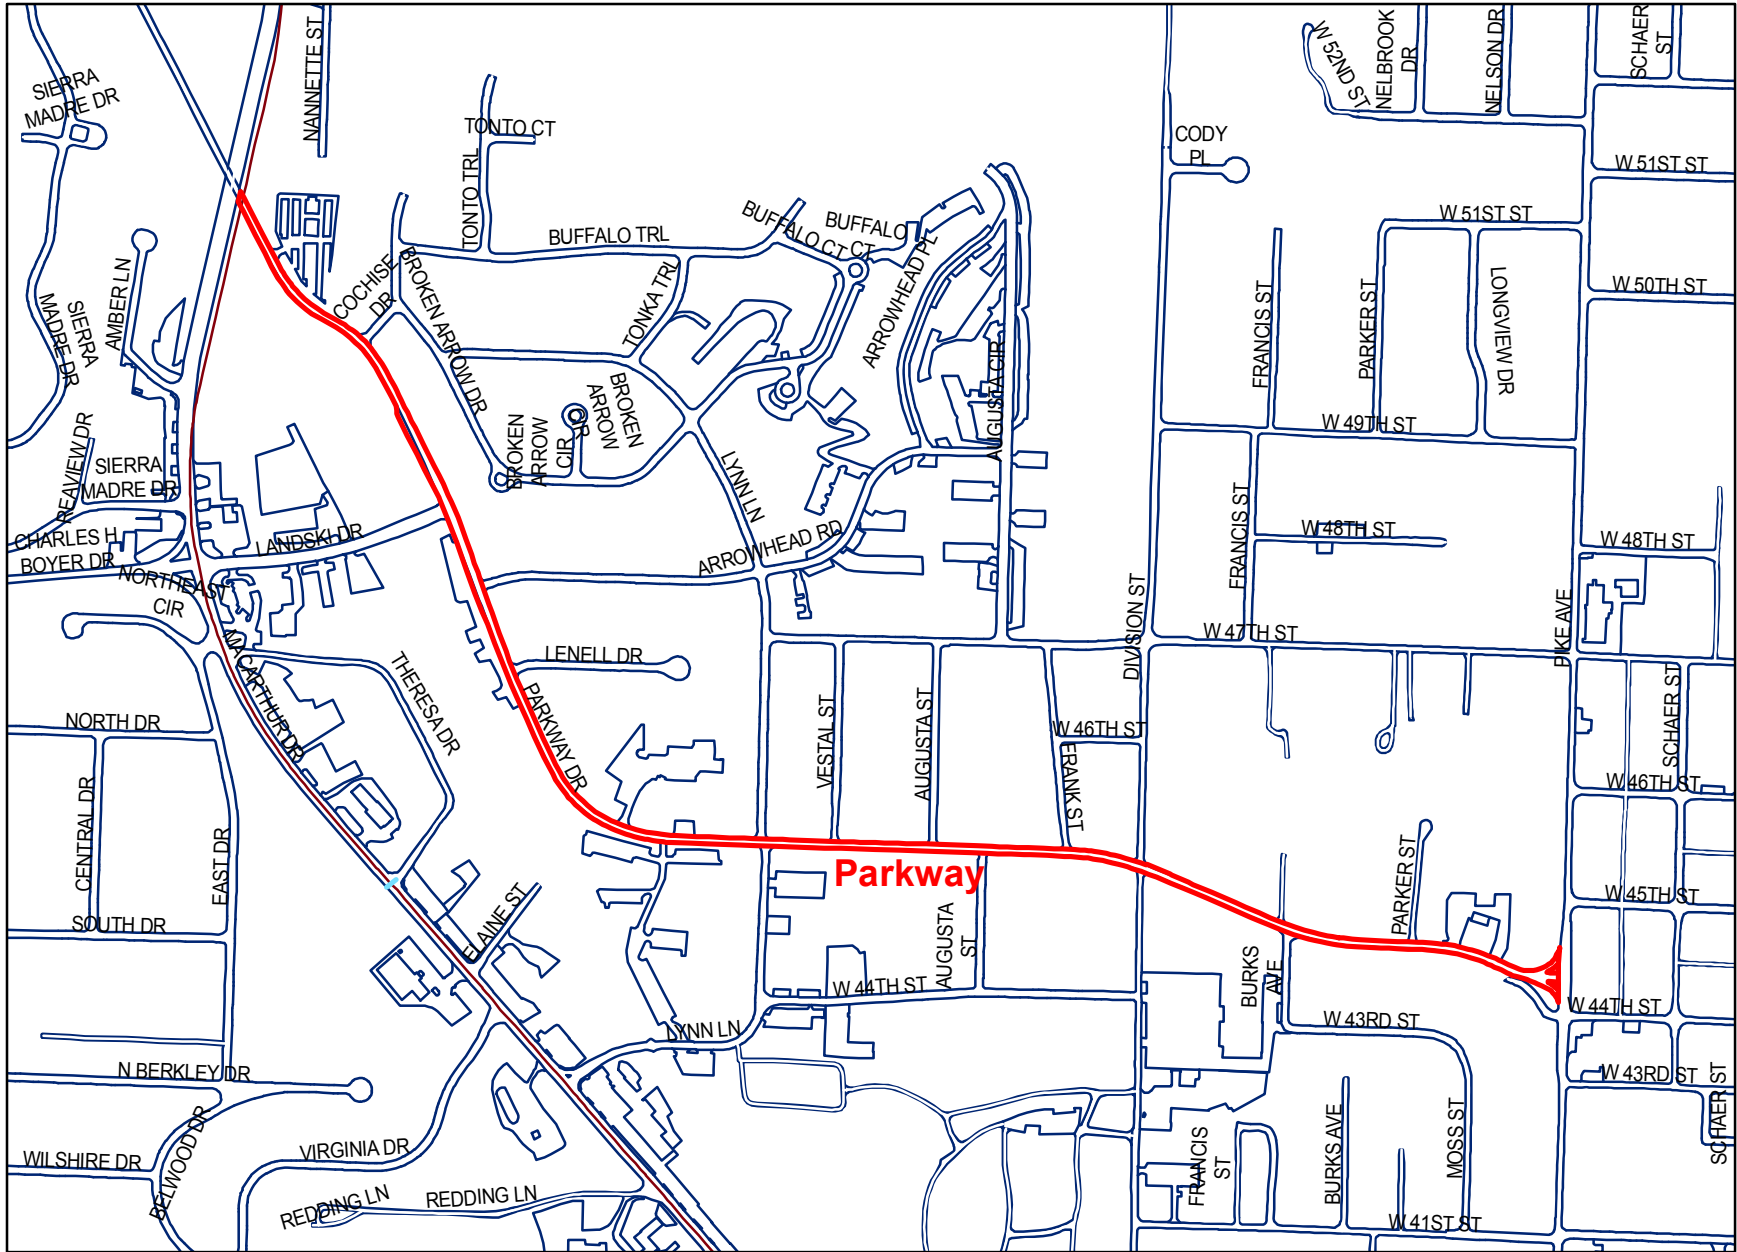 SIERRA
MADRE DR
NANNETTE ST
TONTO CT
TONTO TRL
W 52ND ST
NELBROOK
DR
NELSON DR
SCHAER
ST
CODY
PL
W 51ST ST
W 51ST ST
BUFFALO TRL
BUFFALO CT
BUFFALO
CT
ARROWHEAD PL
AMBER LN
SIERRA
MADRE DR
COCHISE
DR
BROKEN ARROW DR
TONKA TRL
AUGUSTA CIR
FRANCIS ST
PARKER ST
LONGVIEW DR
W 50TH ST
BROKEN
ARROW
CIR
BROKEN
ARROW
CIR
W 49TH ST
REAVIEW DR
SIERRA
MADRE DR
LYNN LN
CHARLES H
BOYER DR
LANDSKI DR
ARROWHEAD RD
FRANCIS ST
W 48TH ST
W 48TH ST
NORTHEAST
CIR
DIVISION ST
PIKE AVE
W 47TH ST
MACARTHUR DR
THERESA DR
LENELL DR
PARKWAY DR
VESTAL ST
AUGUSTA ST
W 46TH ST
FRANK ST
SCHAER ST
W 46TH ST
NORTH DR
CENTRAL DR
EAST DR
Parkway
PARKER ST
W 45TH ST
SOUTH DR
ELAINE ST
AUGUSTA
ST
BURKS
AVE
W 44TH ST
W 44TH ST
LYNN LN
W 43RD ST
W 43RD ST
N BERKLEY DR
BELWOOD DR
VIRGINIA DR
WILSHIRE DR
REDDING LN
REDDING LN
FRANCIS
ST
BURKS AVE
MOSS ST
SCHAER ST
W 41ST ST